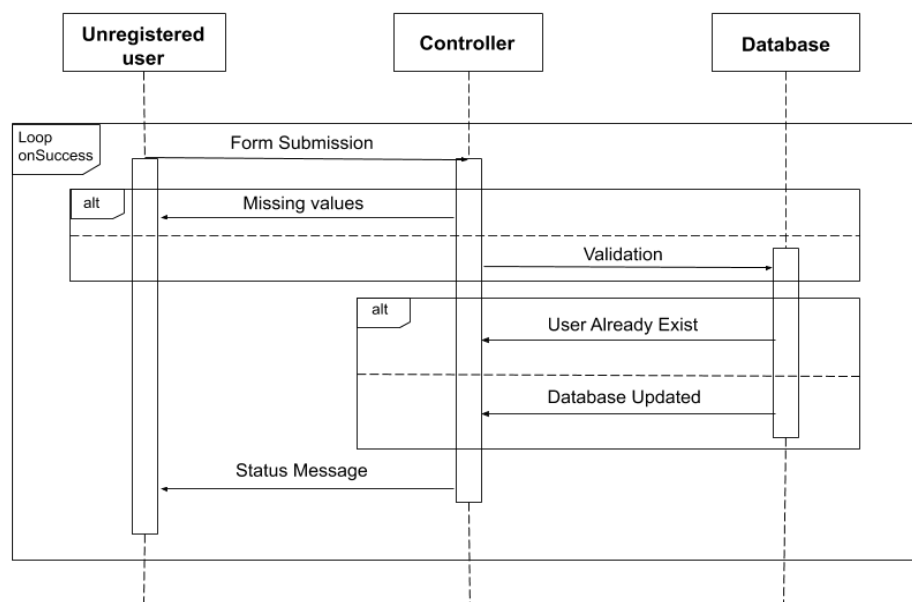 Unregistered
user
Controller
Database
Loop
onSuccess
Form Submission
alt
Missing values
Validation
alt
User Already Exist
Database Updated
Status Message